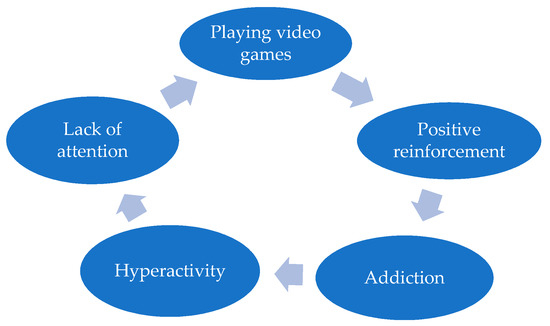 Playing video
games
Positive
reinforcement
Addiction
Hyperactivity
Lack of
attention